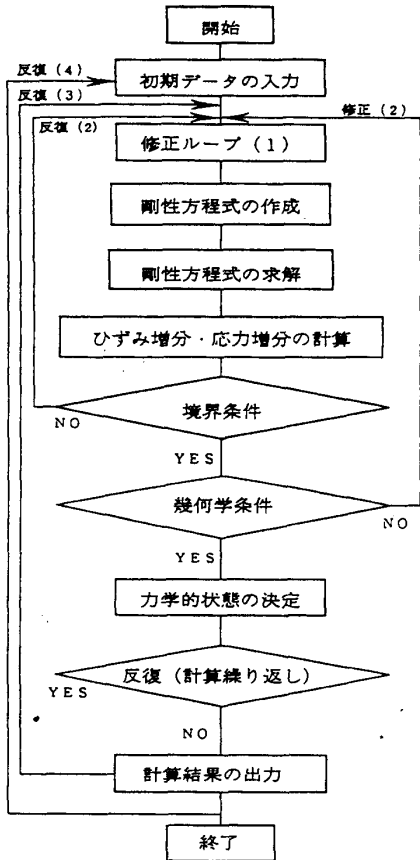 開始
反復(4)
初期データの入力
反復(3)
修正(2)
反復(2)
修正ループ(1)
剛性方程式の作成
剛性方程式の求解
ひずみ増分・応力増分の計算
境界条件
NO
YES
幾何学条件
NO
YES
力学的状態の決定
反復(計算繰り返し)
YES
NO
計算結果の出力
終了